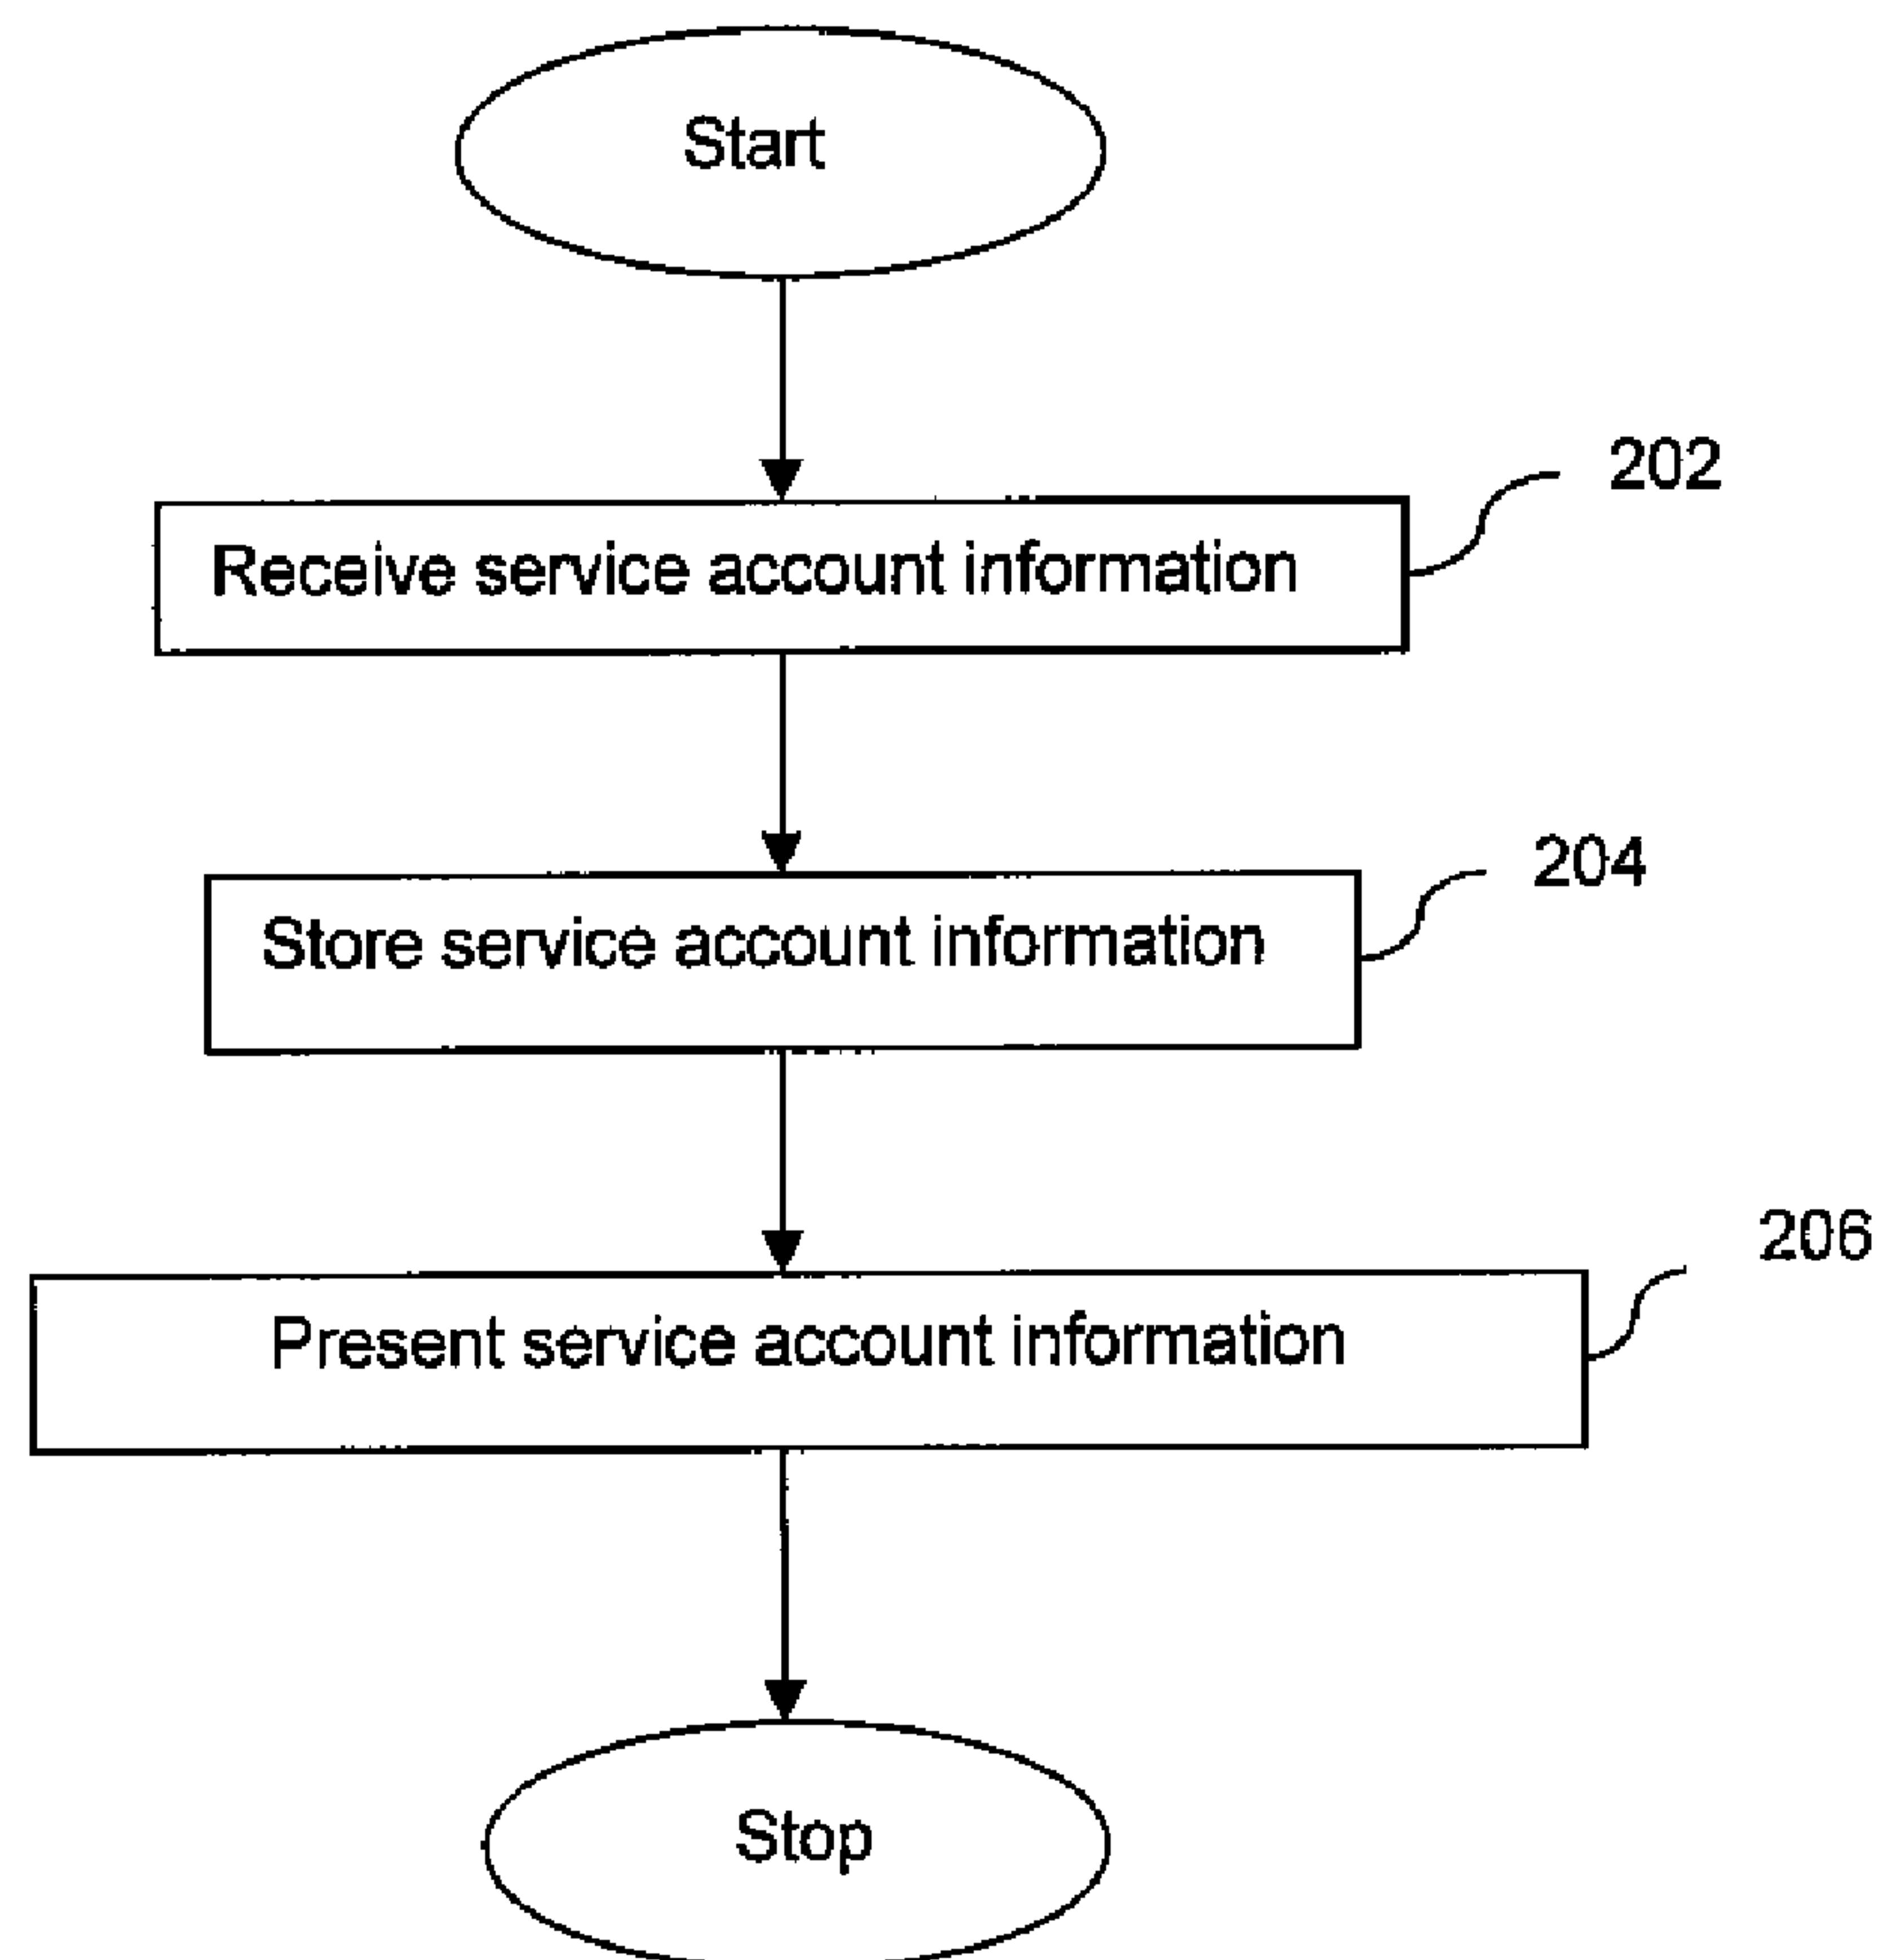 Start
202
Receive service account information
204
Store service account information
206
Present service account information
Stop